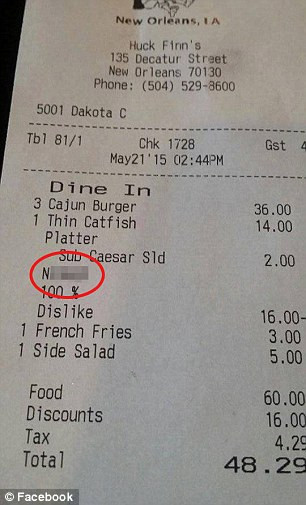 New Orleans, LA
Huck Finn's
135 Decatur Street
New Orleans 70130
Phone: (504) 529-8600
5001 Dakota C
Tbl 81/1 Chk 1728 Gst 4
May21'15 02:44PM
Dine In
3 Cajun Burger 36.00
1 Thin Catfish 14.00
Platter
Sub Caesar Sld 2.00
N
100 %
Dislike 16.00-
1 French Fries 3.00
1 Side Salad 5.00
Food 60.00
Discounts 16.00
Tax 4.29
Total 48.29
© Facebook